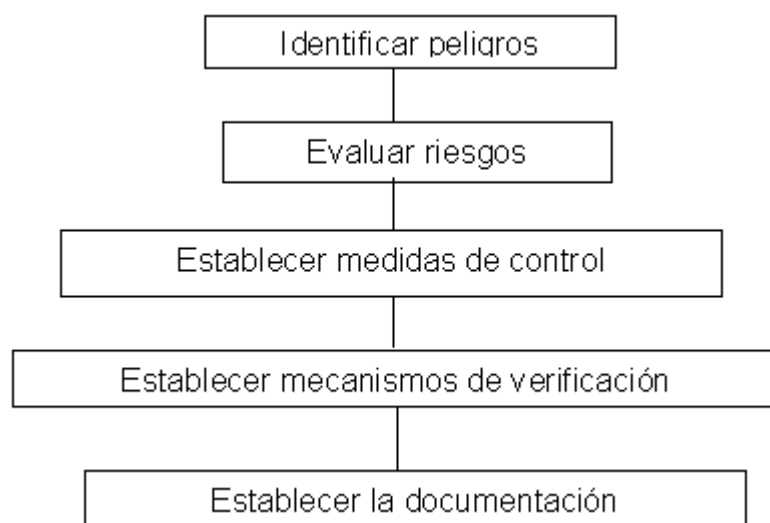 Identificar peligros
Evaluar riesgos
Establecer medidas de control
Establecer mecanismos de verificación
Establecer la documentación